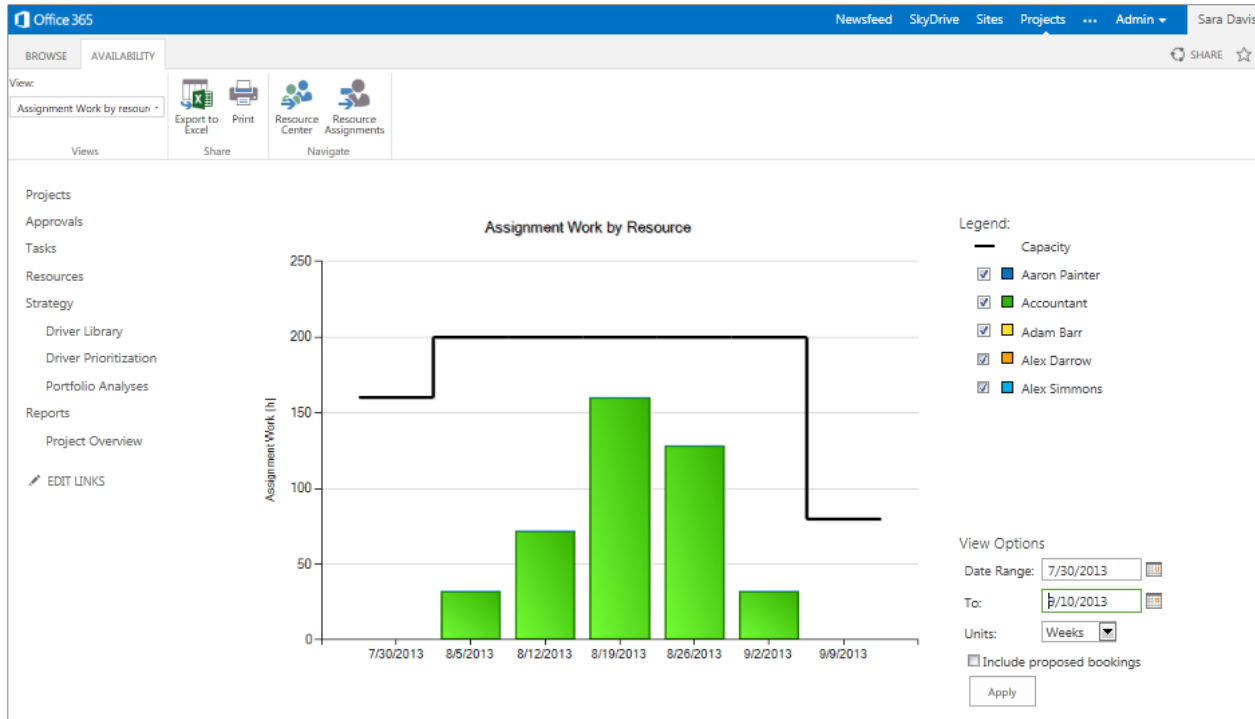 Office 365
Newsfeed SkyDrive Sites Projects ••• Admin Sara Davis
BROWSE AVAILABILITY SHARE
View:
Assignment Work by resourc
Export to Excel
Print
Resource Center
Resource Assignments
Views Share Navigate
Projects
Approvals
Tasks
Resources
Strategy
Driver Library
Driver Prioritization
Portfolio Analyses
Reports
Project Overview
EDIT LINKS
Assignment Work by Resource
Assignment Work [h]
250
200
150
100
50
0
7/30/2013 8/5/2013 8/12/2013 8/19/2013 8/26/2013 9/2/2013 9/9/2013
Legend:
Capacity
Aaron Painter
Accountant
Adam Barr
Alex Darrow
Alex Simmons
View Options
Date Range: 7/30/2013
To: 9/10/2013
Units: Weeks
Include proposed bookings
Apply